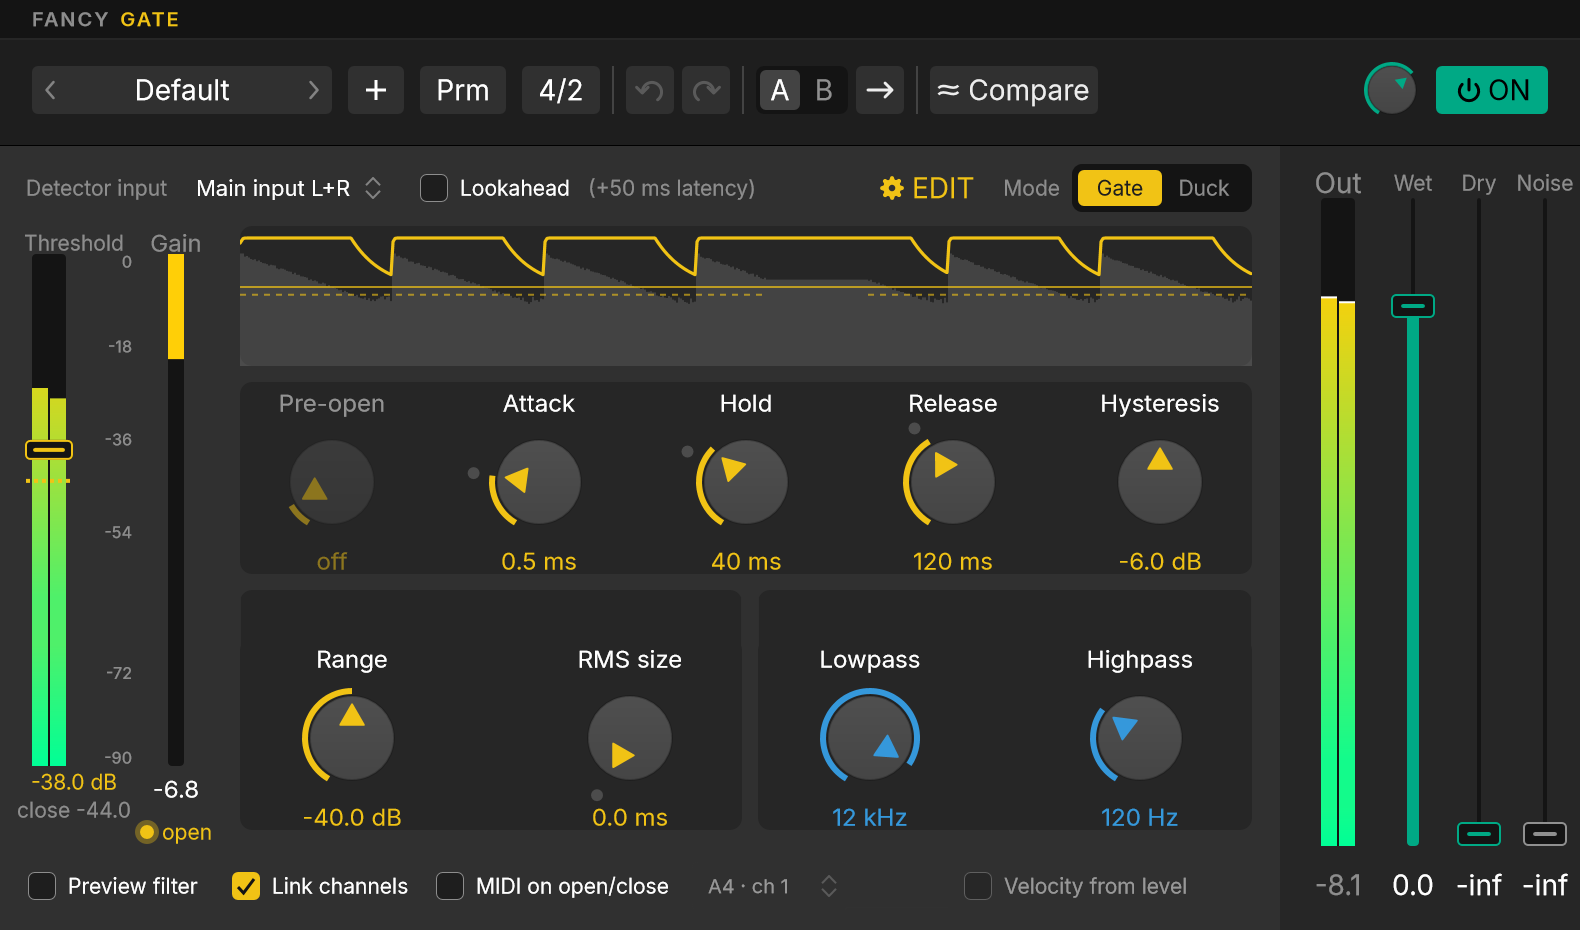 FANCY GATE
Default + Prm 4/2 A B → ≈ Compare ON
Detector input Main input L+R Lookahead (+50 ms latency) EDIT Mode Gate Duck
Out Wet Dry Noise
Threshold Gain
0
-18
-36
-54
-72
-90
-38.0 dB
close -44.0
-6.8
open
Pre-open Attack Hold Release Hysteresis
off 0.5 ms 40 ms 120 ms -6.0 dB
Range RMS size Lowpass Highpass
-40.0 dB 0.0 ms 12 kHz 120 Hz
Preview filter Link channels MIDI on open/close A4 · ch 1 Velocity from level
-8.1 0.0 -inf -inf